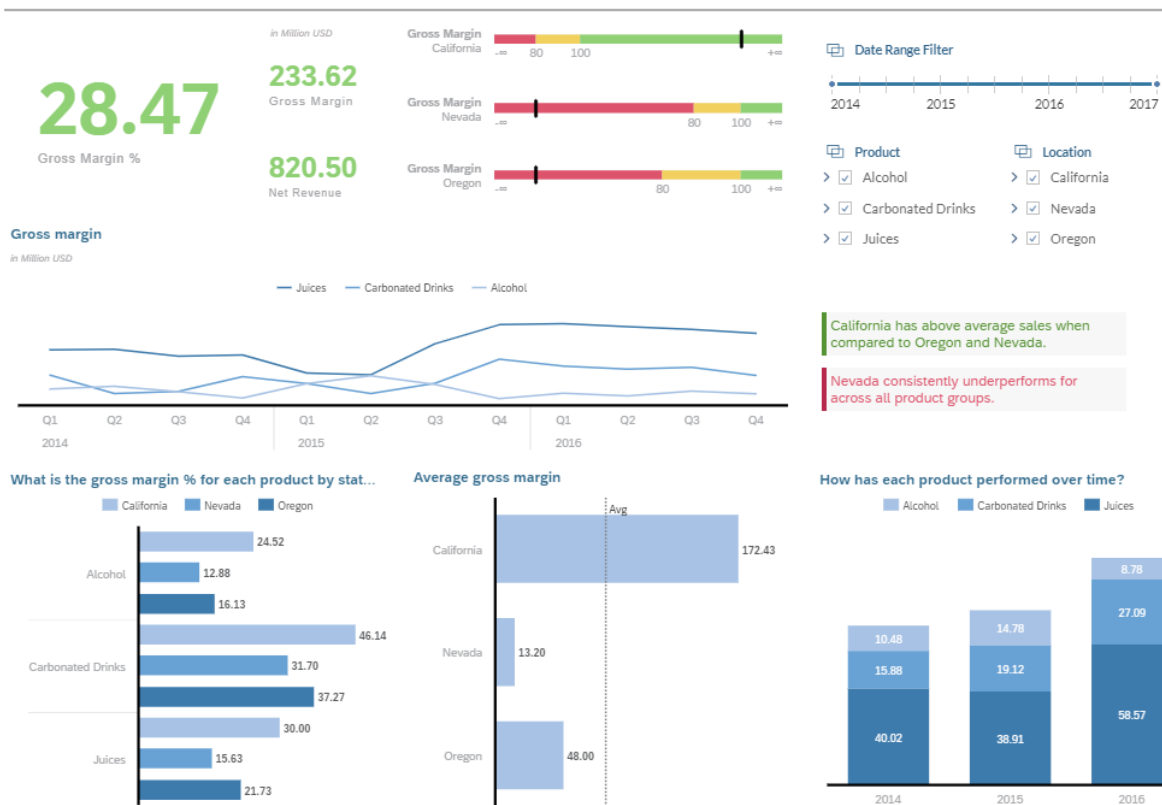 28.47
Gross Margin %
in Million USD
233.62
Gross Margin
820.50
Net Revenue
Gross Margin
California
-∞ 80 100 +∞
Gross Margin
Nevada
-∞ 80 100 +∞
Gross Margin
Oregon
-∞ 80 100 +∞
Date Range Filter
2014 2015 2016 2017
Product
Alcohol
Carbonated Drinks
Juices
Location
California
Nevada
Oregon
Gross margin
in Million USD
Juices Carbonated Drinks Alcohol
Q1 Q2 Q3 Q4 Q1 Q2 Q3 Q4 Q1 Q2 Q3 Q4
2014 2015 2016
California has above average sales when
compared to Oregon and Nevada.
Nevada consistently underperforms for
across all product groups.
What is the gross margin % for each product by stat...
California Nevada Oregon
Alcohol
24.52
12.88
16.13
Carbonated Drinks
46.14
31.70
37.27
Juices
30.00
15.63
21.73
Average gross margin
Avg
California 172.43
Nevada 13.20
Oregon 48.00
How has each product performed over time?
Alcohol Carbonated Drinks Juices
10.48 14.78 8.78
15.88 19.12 27.09
40.02 38.91 58.57
2014 2015 2016